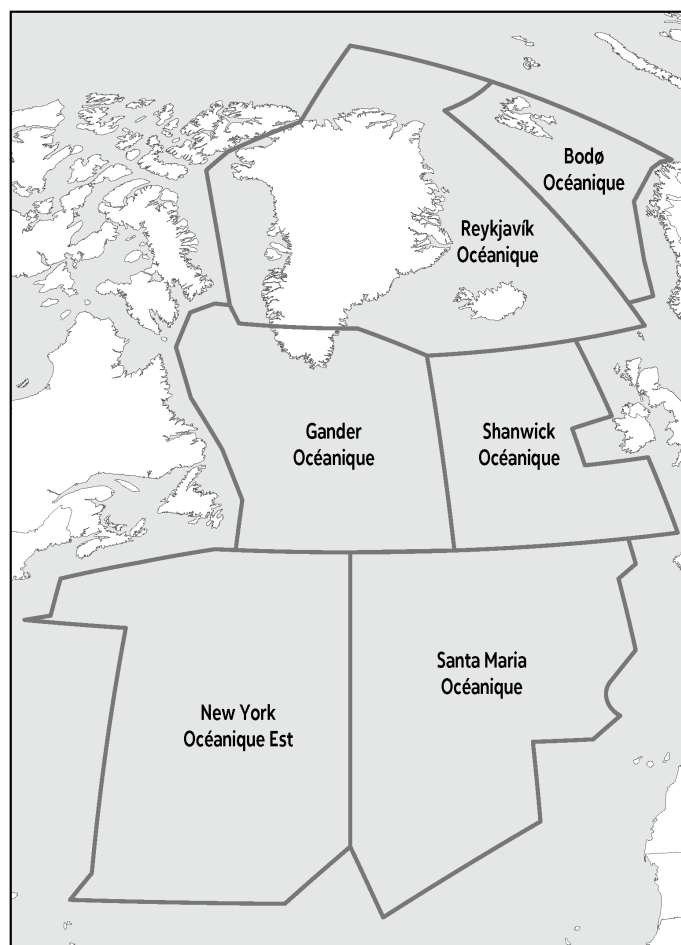 Bodø
Océanique
Reykjavík
Océanique
Gander
Océanique
Shanwick
Océanique
Santa Maria
Océanique
New York
Océanique Est